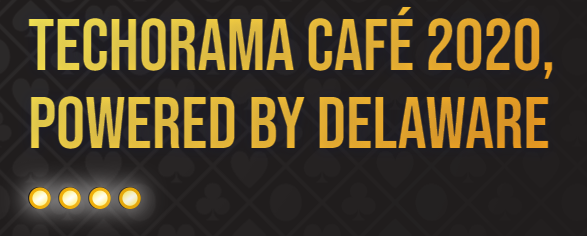 TECHORAMA CAFÉ 2020,
POWERED BY DELAWARE